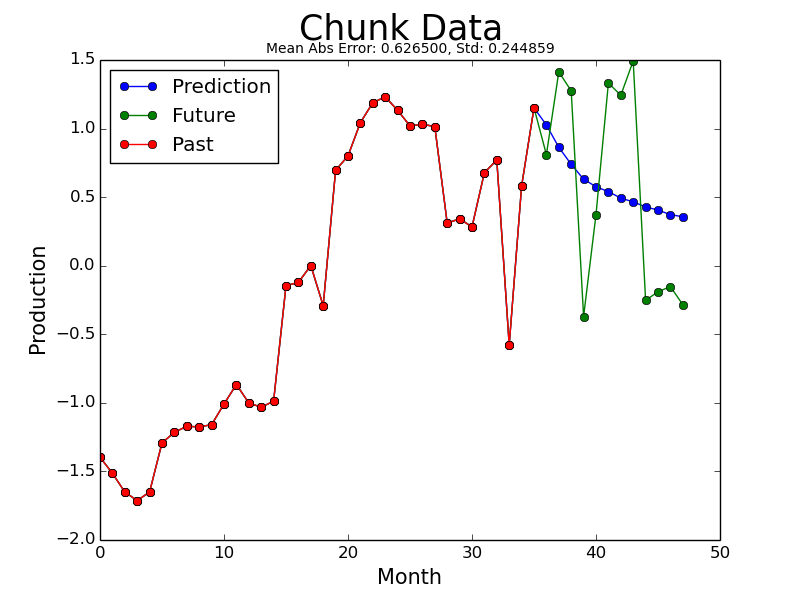 Chunk Data
Mean Abs Error: 0.626500, Std: 0.244859
Prediction
Future
Past
Production
1.5
1.0
0.5
0.0
−0.5
−1.0
−1.5
−2.0
0 10 20 30 40 50
Month